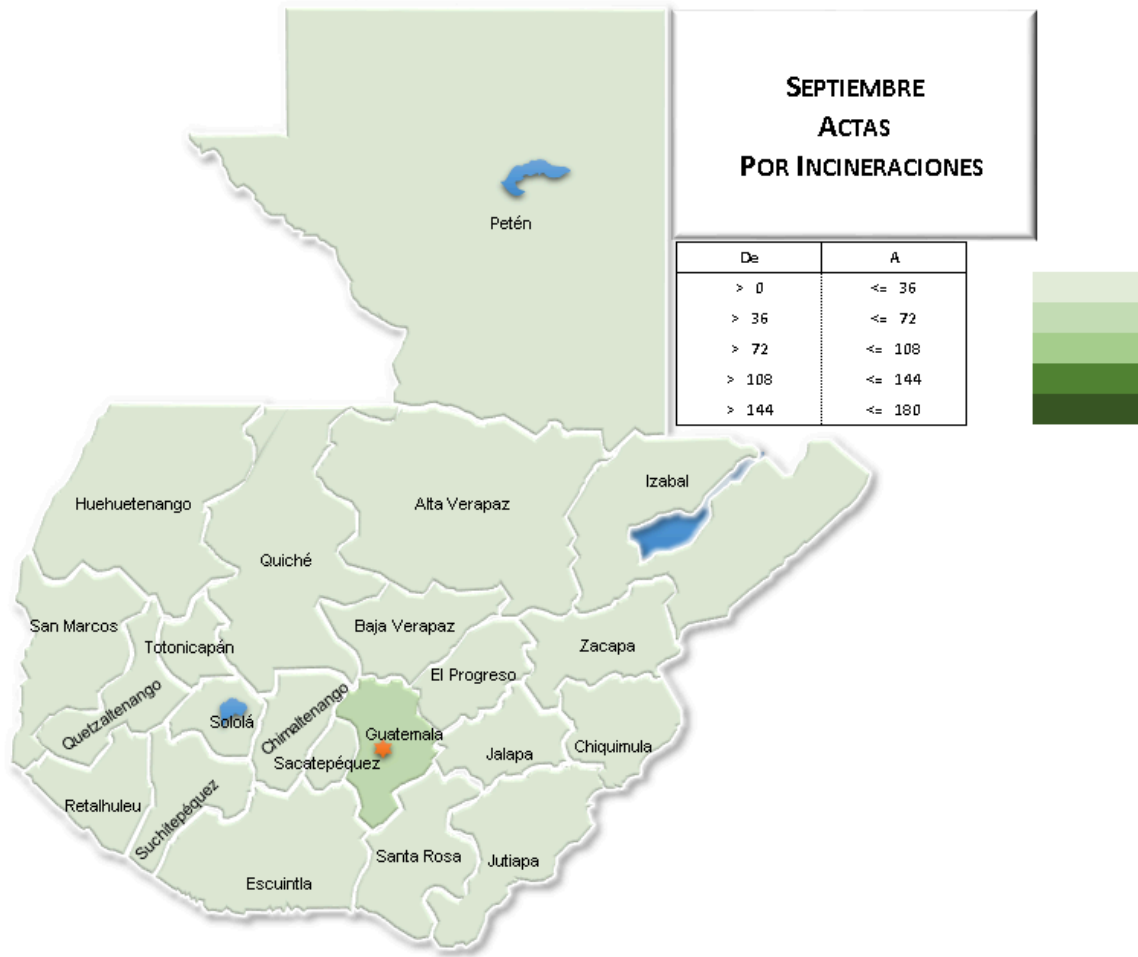 SEPTIEMBRE
ACTAS
POR INCINERACIONES
De A
> 0 <= 36
> 36 <= 72
> 72 <= 108
> 108 <= 144
> 144 <= 180
Petén
Izabal
Huehuetenango
Alta Verapaz
Quiché
San Marcos
Baja Verapaz
Totonicapán
Zacapa
El Progreso
Quetzaltenango
Sololá
Chimaltenango
Guatemala
Sacatepéquez
Jalapa
Chiquimula
Retalhuleu
Suchitepéquez
Santa Rosa
Jutiapa
Escuintla